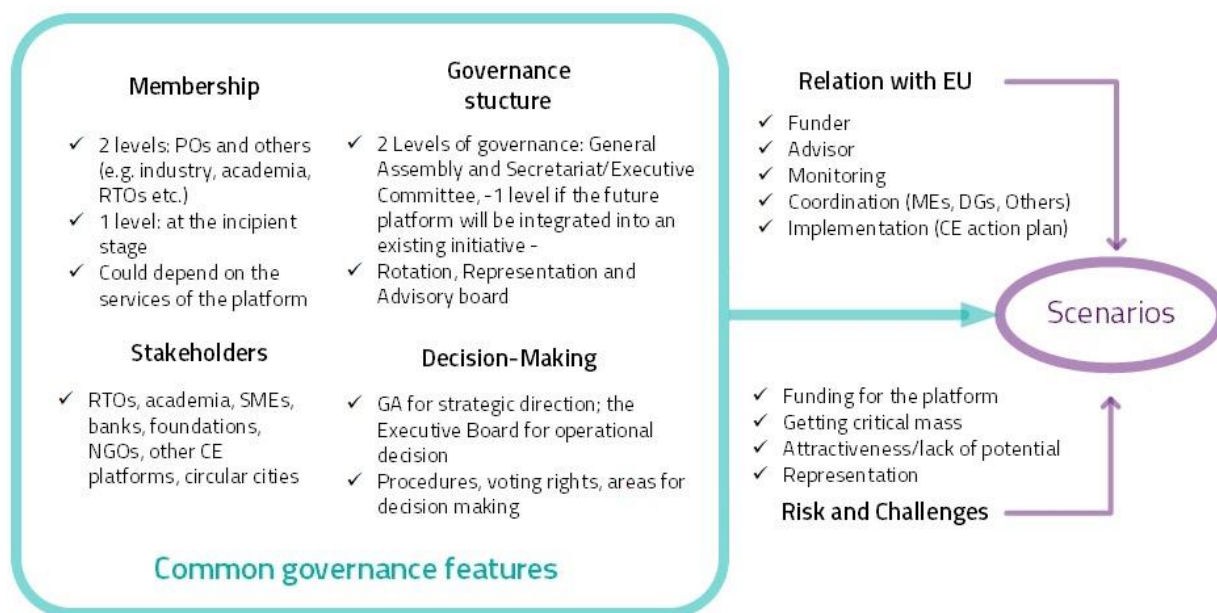 Membership
✓ 2 levels: POs and others
(e.g. industry, academia,
RTOs etc.)
✓ 1 level: at the incipient
stage
✓ Could depend on the
services of the platform
Governance
stucture
✓ 2 Levels of governance: General
Assembly and Secretariat/Executive
Committee, -1 level if the future
platform will be integrated into an
existing initiative -
✓ Rotation, Representation and
Advisory board
Stakeholders
✓ RTOs, academia, SMEs,
banks, foundations,
NGOs, other CE
platforms, circular cities
Decision-Making
✓ GA for strategic direction; the
Executive Board for operational
decision
✓ Procedures, voting rights, areas for
decision making
Common governance features
Relation with EU
✓ Funder
✓ Advisor
✓ Monitoring
✓ Coordination (MEs, DGs, Others)
✓ Implementation (CE action plan)
Scenarios
✓ Funding for the platform
✓ Getting critical mass
✓ Attractiveness/lack of potential
✓ Representation
Risk and Challenges